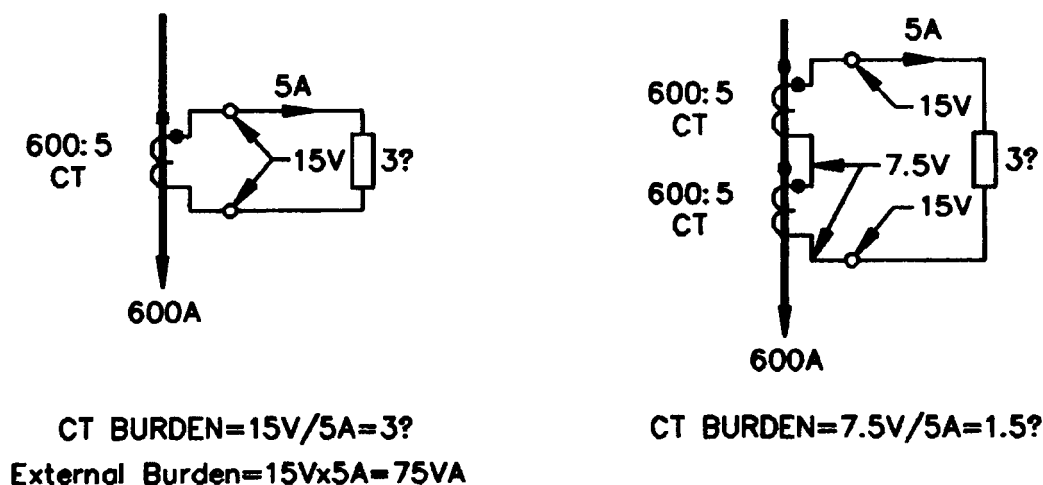 5A
600:5
CT
15V
3?
600A
CT BURDEN=15V/5A=3?
External Burden=15Vx5A=75VA
5A
600:5
CT
15V
7.5V
3?
600:5
CT
15V
600A
CT BURDEN=7.5V/5A=1.5?